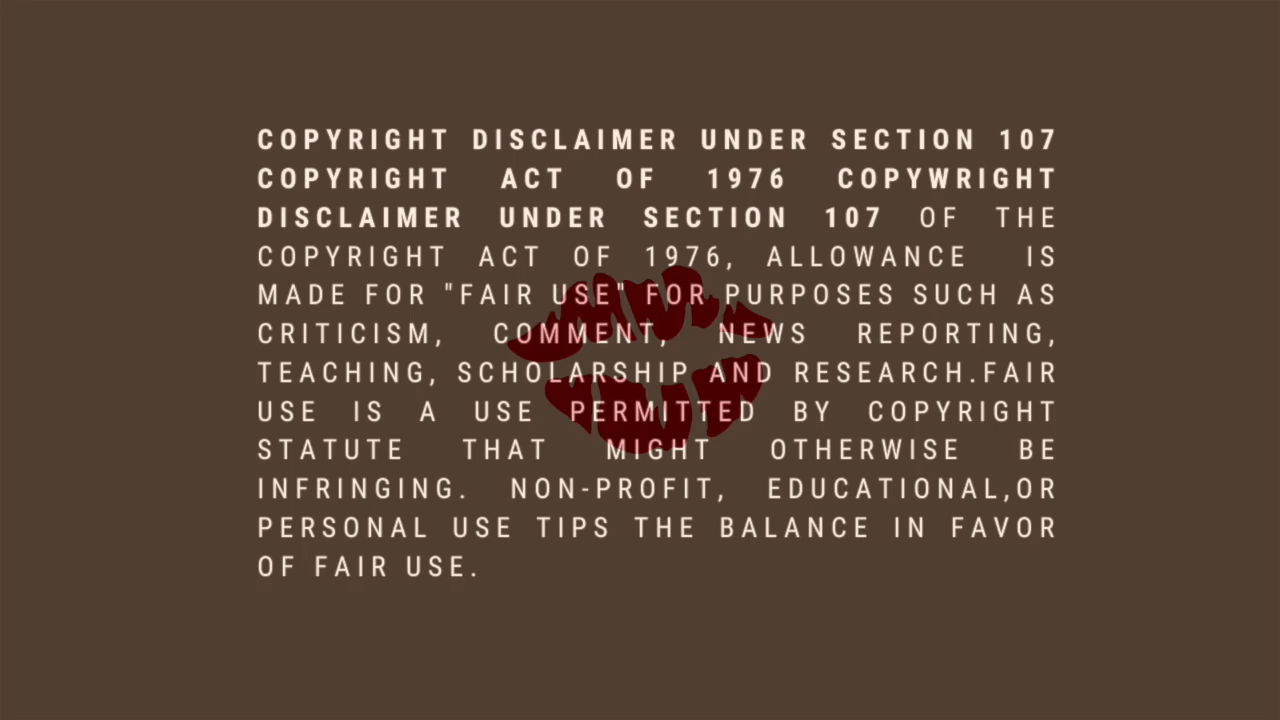 COPYRIGHT DISCLAIMER UNDER SECTION 107
COPYRIGHT ACT OF 1976 COPYWRIGHT
DISCLAIMER UNDER SECTION 107 OF THE
COPYRIGHT ACT OF 1976, ALLOWANCE IS
MADE FOR "FAIR USE" FOR PURPOSES SUCH AS
CRITICISM, COMMENT, NEWS REPORTING,
TEACHING, SCHOLARSHIP AND RESEARCH.FAIR
USE IS A USE PERMITTED BY COPYRIGHT
STATUTE THAT MIGHT OTHERWISE BE
INFRINGING. NON-PROFIT, EDUCATIONAL,OR
PERSONAL USE TIPS THE BALANCE IN FAVOR
OF FAIR USE.